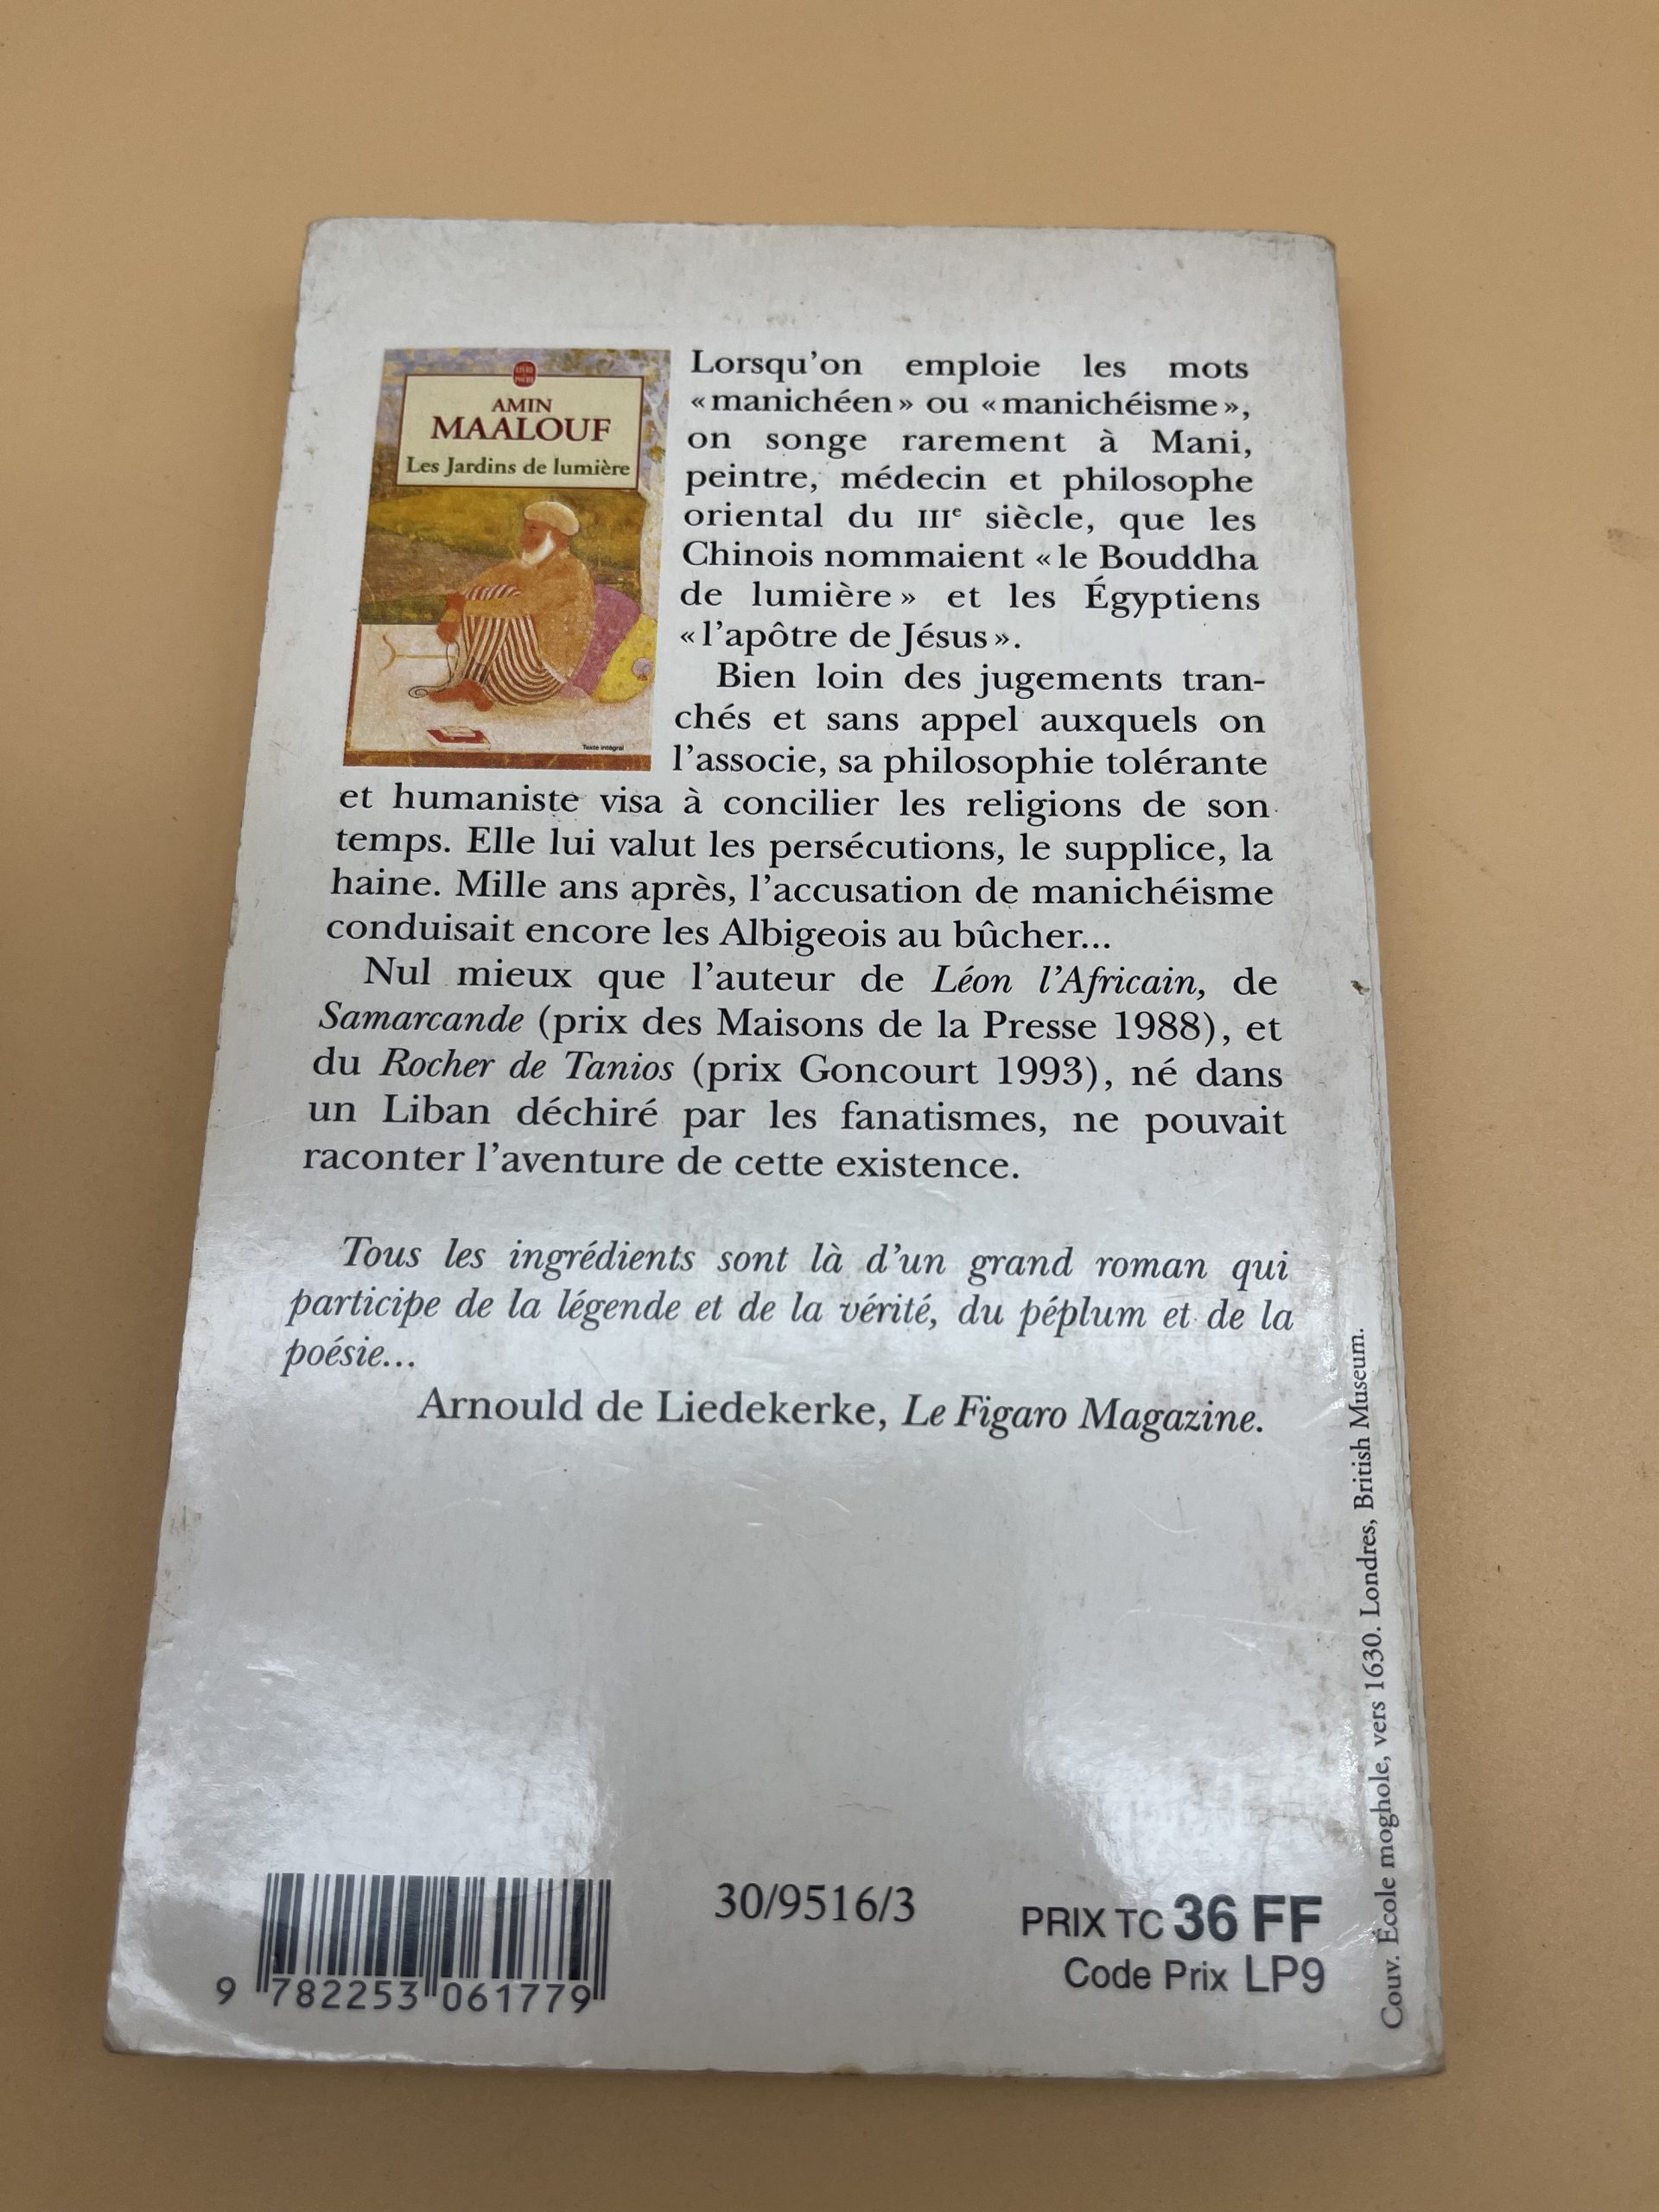 LIVRE
POCHE
AMIN
MAALOUF
Les Jardins de lumière
Texte intégral
Lorsqu'on emploie les mots
«manichéen» ou «manichéisme»,
on songe rarement à Mani,
peintre, médecin et philosophe
oriental du IIIe siècle, que les
Chinois nommaient «le Bouddha
de lumière» et les Égyptiens
«l'apôtre de Jésus».
Bien loin des jugements tran-
chés et sans appel auxquels on
l'associe, sa philosophie tolérante
et humaniste visa à concilier les religions de son
temps. Elle lui valut les persécutions, le supplice, la
haine. Mille ans après, l'accusation de manichéisme
conduisait encore les Albigeois au bûcher...
Nul mieux que l'auteur de Léon l'Africain, de
Samarcande (prix des Maisons de la Presse 1988), et
du Rocher de Tanios (prix Goncourt 1993), né dans
un Liban déchiré par les fanatismes, ne pouvait
raconter l'aventure de cette existence.
Tous les ingrédients sont là d'un grand roman qui
participe de la légende et de la vérité, du péplum et de la
poésie...
Arnould de Liedekerke, Le Figaro Magazine.
Couv. École moghole, vers 1630. Londres, British Museum.
9 782253 061779
30/9516/3
PRIX TC 36 FF
Code Prix LP9